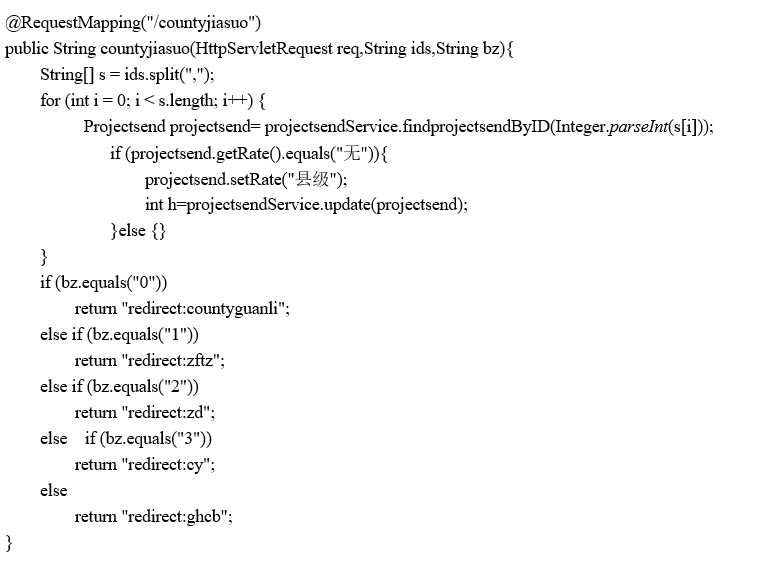 @RequestMapping("/countyjiasuo")
public String countyjiasuo(HttpServletRequest req,String ids,String bz){
String[] s = ids.split(",");
for (int i = 0; i < s.length; i++) {
Projectsend projectsend= projectsendService.findprojectsendByID(Integer.parseInt(s[i]));
if (projectsend.getRate().equals("无")){
projectsend.setRate("县级");
int h=projectsendService.update(projectsend);
}else {}
}
if (bz.equals("0"))
return "redirect:countyguanli";
else if (bz.equals("1"))
return "redirect:zftz";
else if (bz.equals("2"))
return "redirect:zd";
else    if (bz.equals("3"))
return "redirect:cy";
else
return "redirect:ghcb";
}